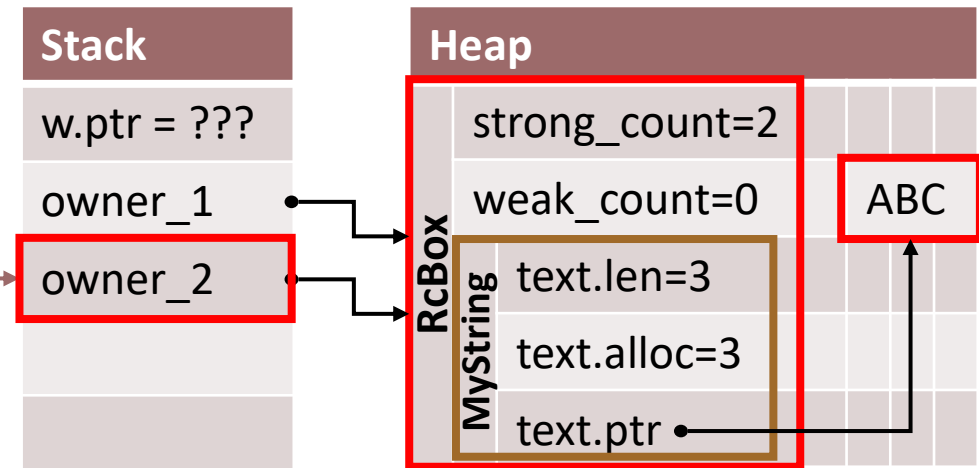 Stack
w.ptr = ???
owner_1
owner_2
Heap
RcBox
strong_count=2
weak_count=0
MyString
text.len=3
text.alloc=3
text.ptr
ABC